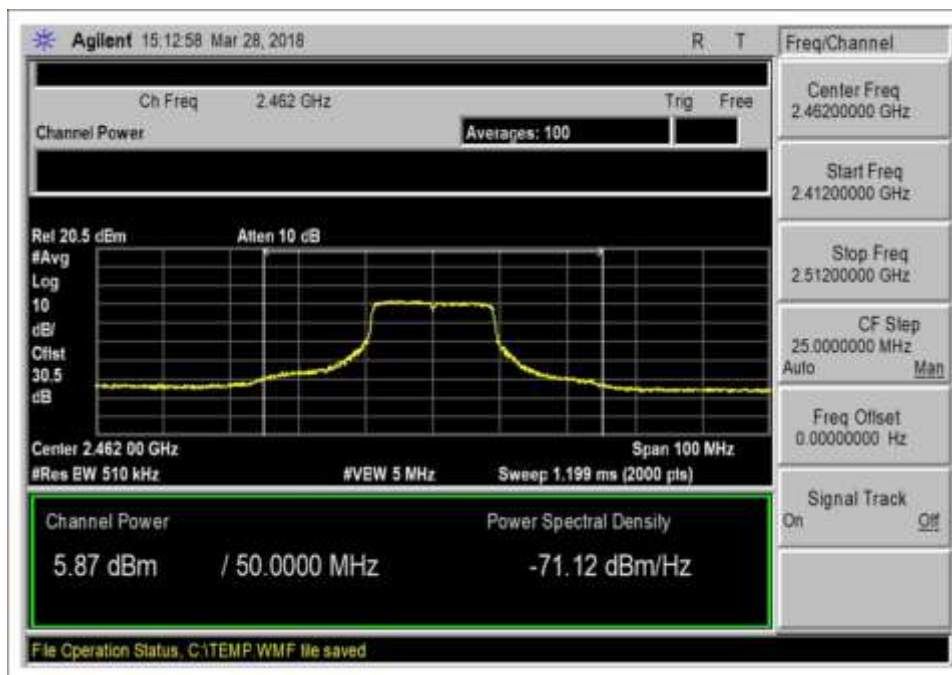 Agilent 15:12:58 Mar 28, 2018 R T
Freq/Channel
Ch Freq 2.462 GHz Trig Free
Channel Power Averages: 100
Center Freq
2.46200000 GHz
Start Freq
2.41200000 GHz
Stop Freq
2.51200000 GHz
CF Step
25.0000000 MHz
Auto Man
Freq Offset
0.00000000 Hz
Signal Track
On Off
Ref 20.5 dBm Atten 10 dB
#Avg
Log
10
dB/
Offst
30.5
dB
Center 2.462 00 GHz Span 100 MHz
#Res BW 510 kHz #VBW 5 MHz Sweep 1.199 ms (2000 pts)
Channel Power Power Spectral Density
5.87 dBm / 50.0000 MHz -71.12 dBm/Hz
File Operation Status, C:\TEMP.WMF file saved